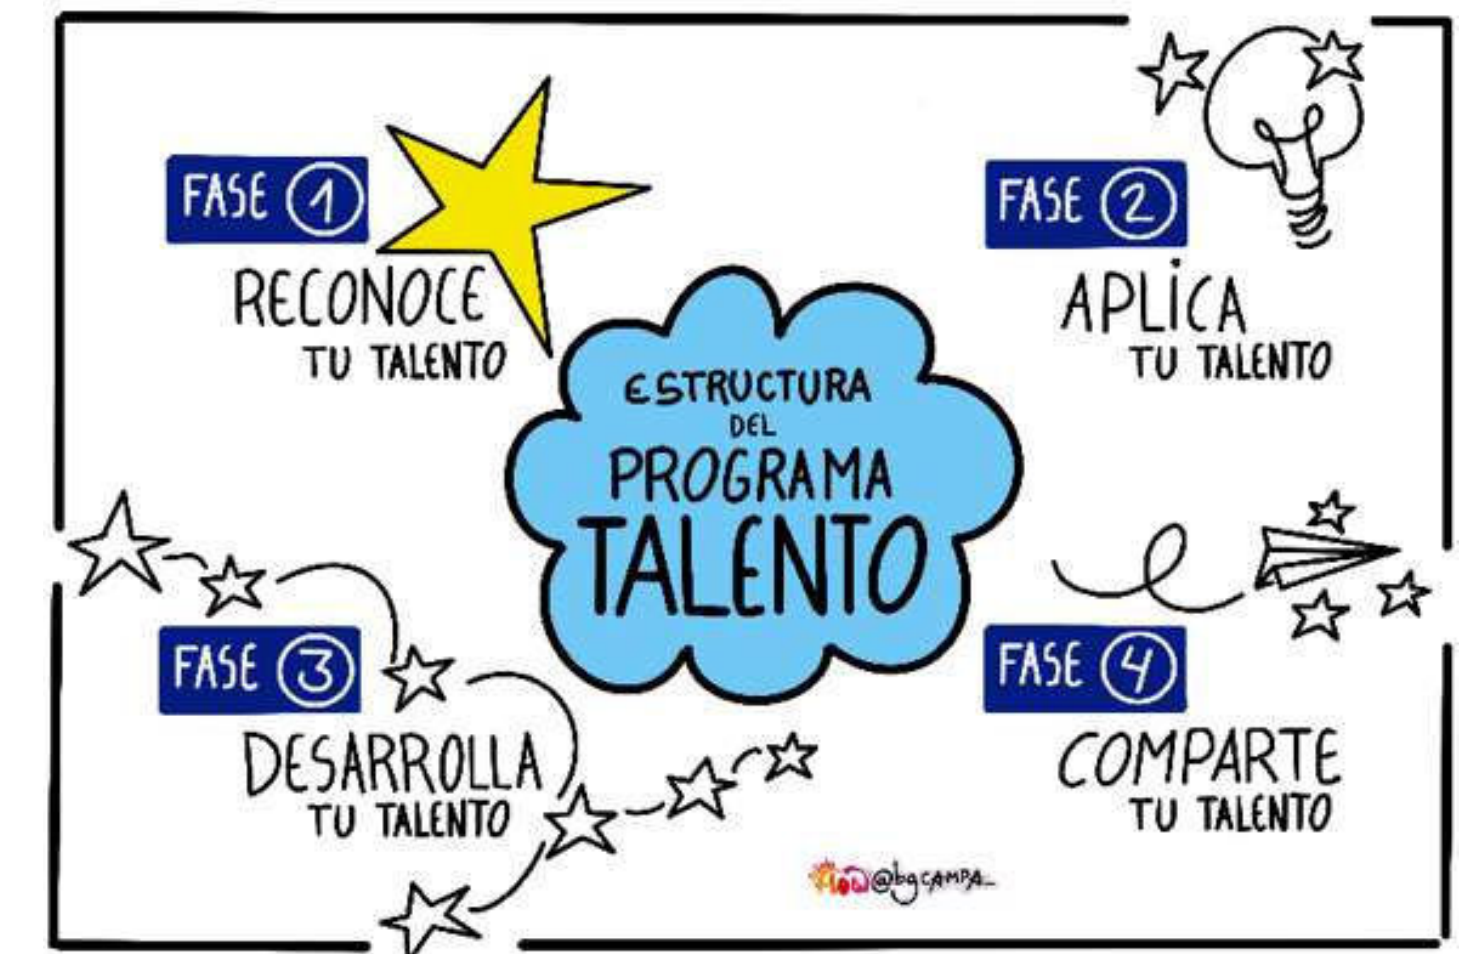 FASE 1
RECONOCE
TU TALENTO
FASE 2
APLiCA
TU TALENTO
ESTRUCTURA
DEL
PROGRAMA
TALENTO
FASE 3
DESARROLLA
TU TALENTO
FASE 4
COMPARTE
TU TALENTO
@bgCAMPA_